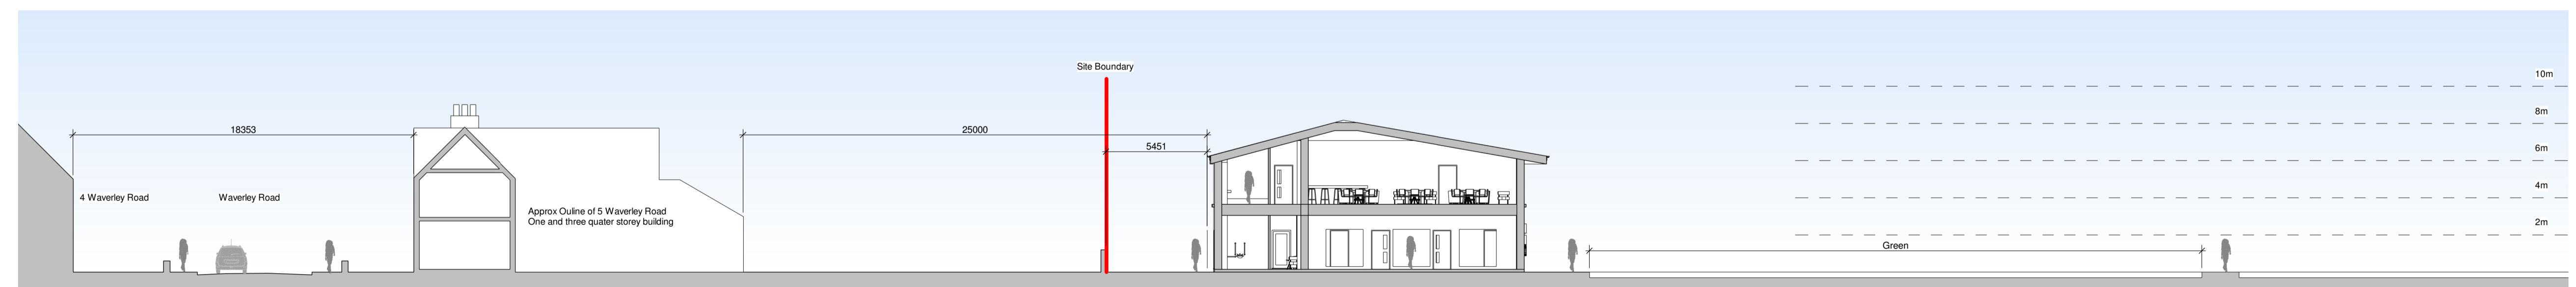 Site Boundary
10m
8m
18353
25000
5451
6m
4m
4 Waverley Road
Waverley Road
Approx Ouline of 5 Waverley Road
One and three quater storey building
2m
Green